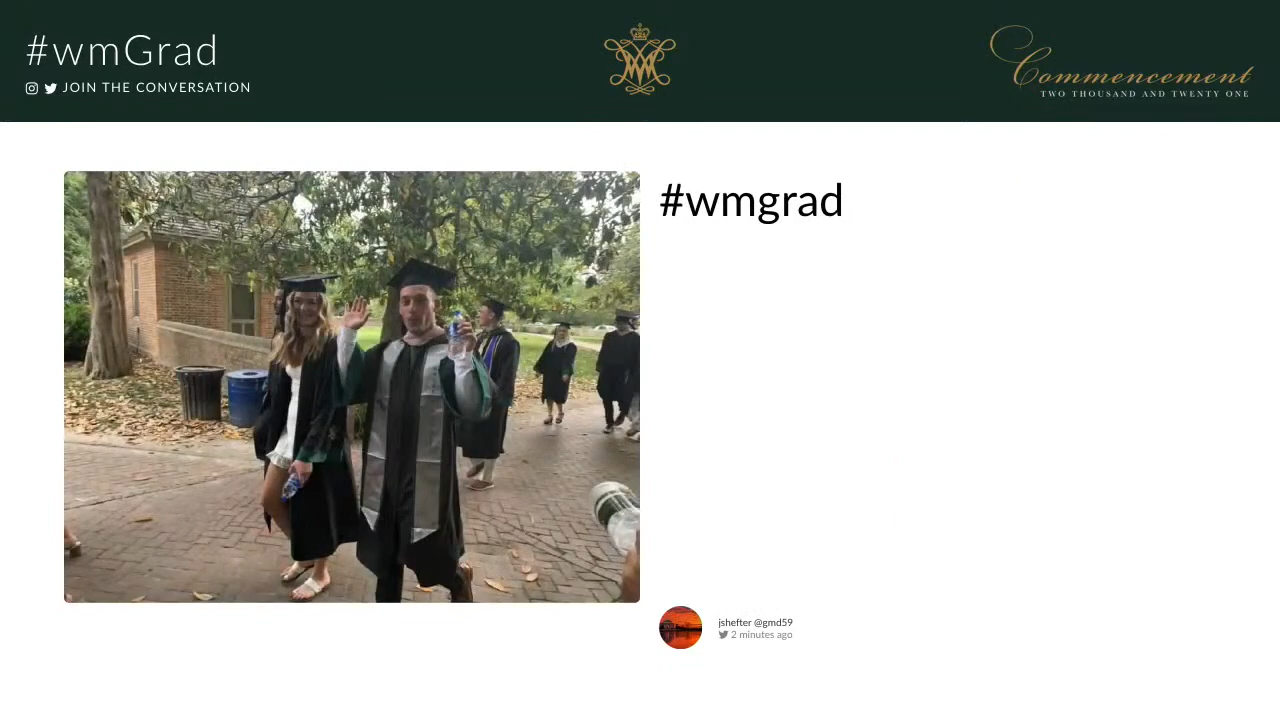 #wmGrad
JOIN THE CONVERSATION
Commencement
TWO THOUSAND AND TWENTY ONE
#wmgrad
jshefter @gmd59
2 minutes ago